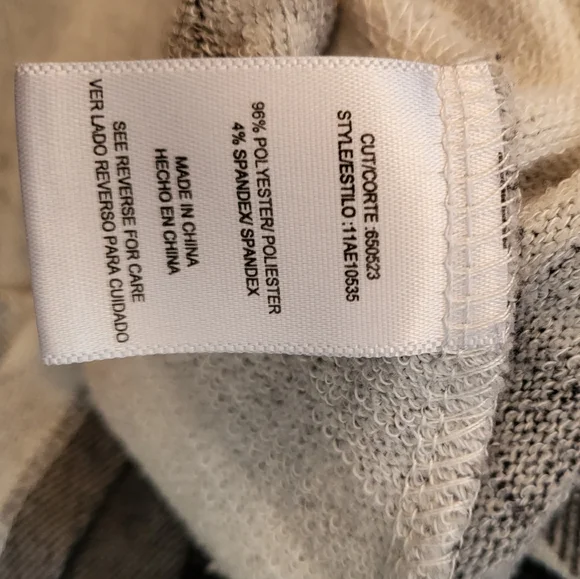 CUT/CORTE :650523
STYLE/ESTILO :11AE10535
96% POLYESTER/ POLIESTER
4% SPANDEX/ SPANDEX
MADE IN CHINA
HECHO EN CHINA
SEE REVERSE FOR CARE
VER LADO REVERSO PARA CUIDADO